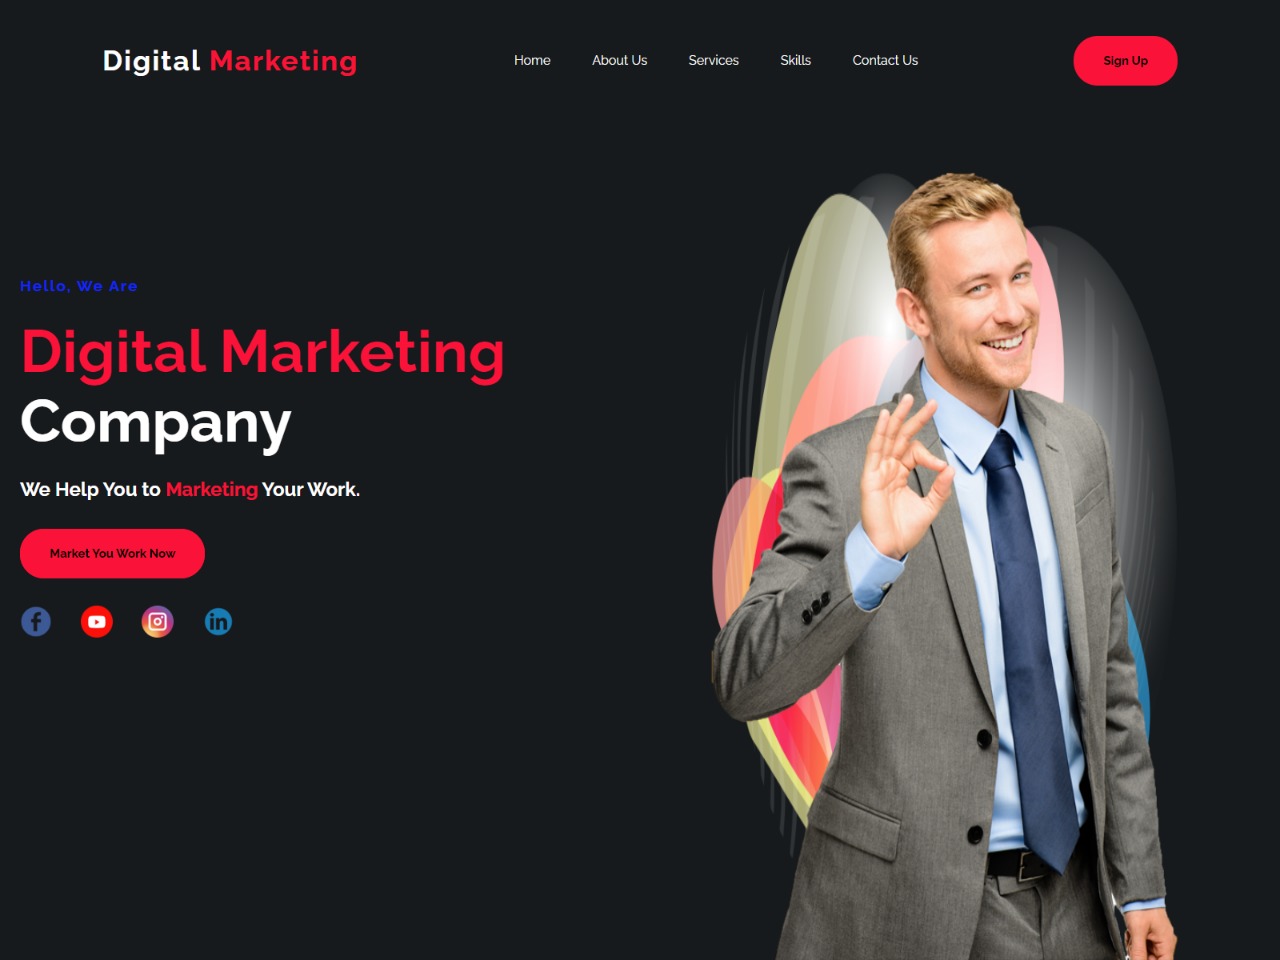 Digital Marketing
Home About Us Services Skills Contact Us
Sign Up
Hello, We Are
Digital Marketing
Company
We Help You to Marketing Your Work.
Market You Work Now